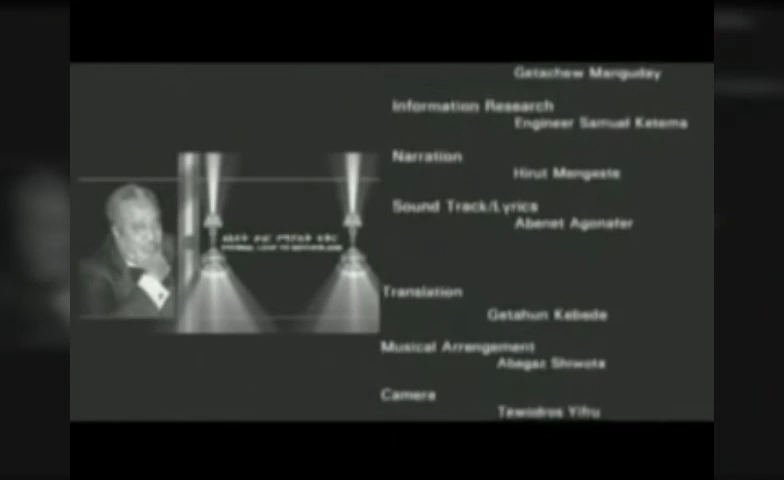 Getachew Manguday
Information Research
Engineer Samuel Ketema
Narration
Hirut Mengaste
Sound Track/Lyrics
Abenet Agonafer
Translation
Getahun Kebede
Musical Arrangement
Abegaz Shiwota
Camera
Tewodros Yifru